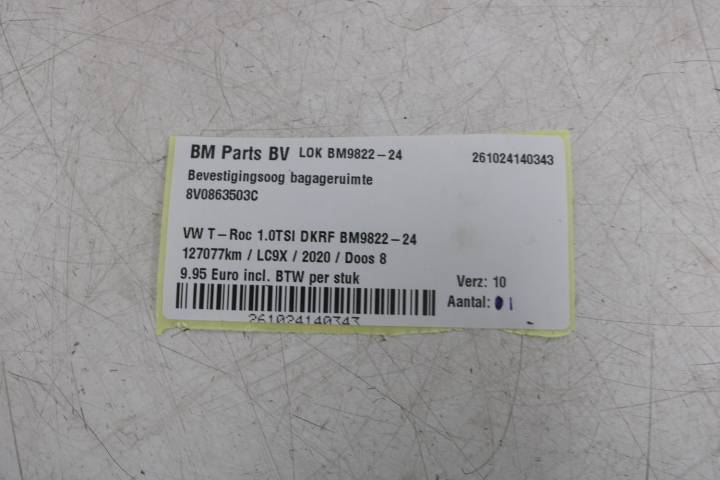 BM Parts BV LOK BM9822-24 261024140343
Bevestigingsoog bagageruimte
8V0863503C
VW T-Roc 1.0TSI DKRF BM9822-24
127077km / LC9X / 2020 / Doos 8
9.95 Euro incl. BTW per stuk
Verz: 10
Aantal: 1
261024140343